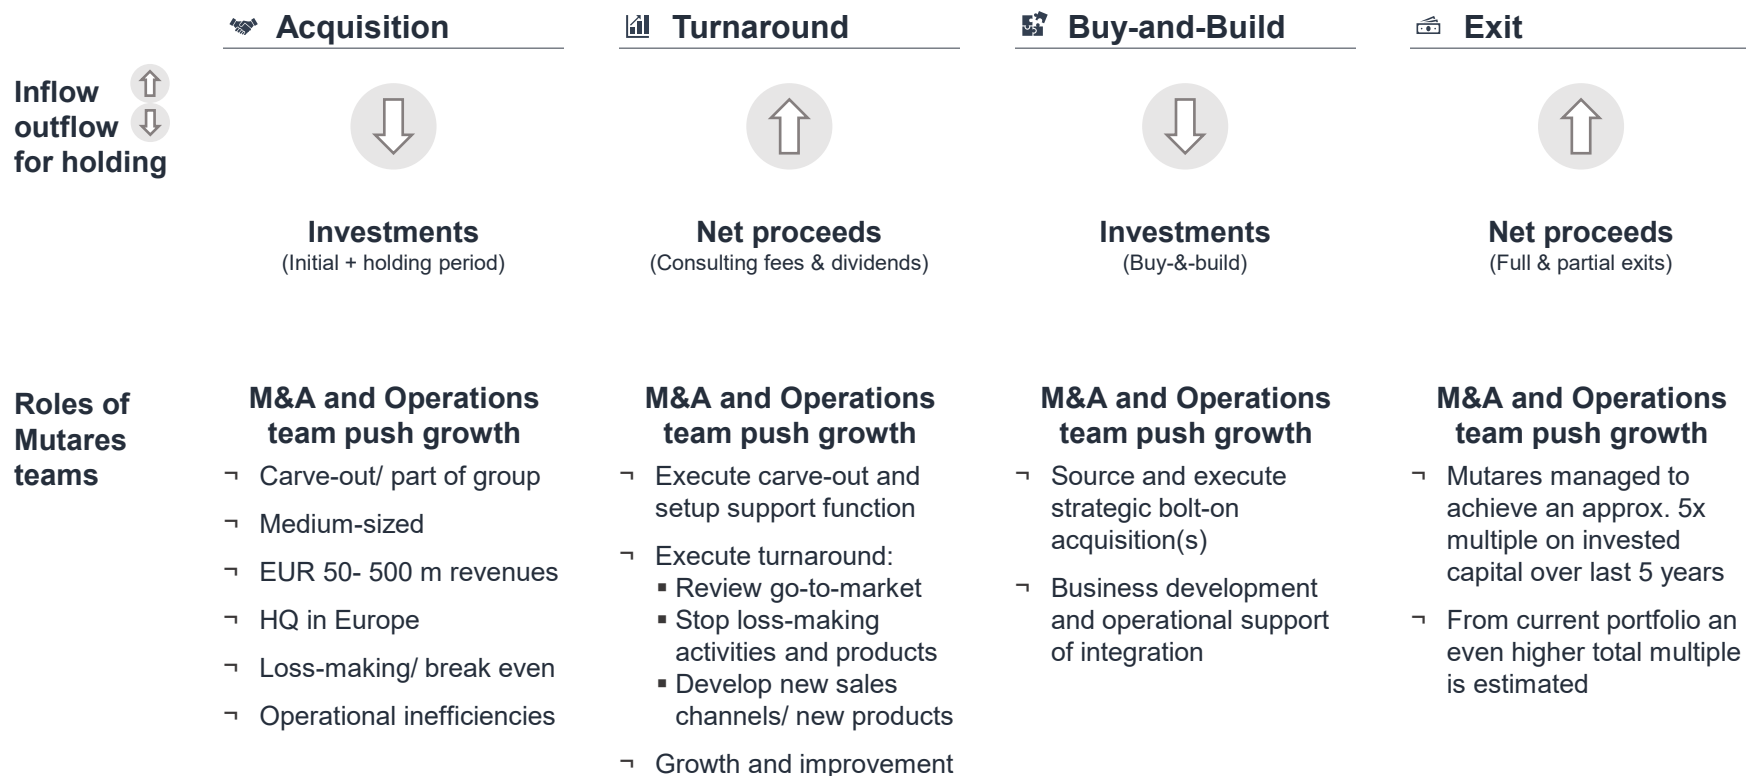 Acquisition
Turnaround
Buy-and-Build
Exit
Inflow
outflow
for holding
Investments
(Initial + holding period)
Net proceeds
(Consulting fees & dividends)
Investments
(Buy-&-build)
Net proceeds
(Full & partial exits)
Roles of
Mutares
teams
M&A and Operations
team push growth
¬ Carve-out/ part of group
¬ Medium-sized
¬ EUR 50- 500 m revenues
¬ HQ in Europe
¬ Loss-making/ break even
¬ Operational inefficiencies
M&A and Operations
team push growth
¬ Execute carve-out and
setup support function
¬ Execute turnaround:
▪ Review go-to-market
▪ Stop loss-making
activities and products
▪ Develop new sales
channels/ new products
¬ Growth and improvement
M&A and Operations
team push growth
¬ Source and execute
strategic bolt-on
acquisition(s)
¬ Business development
and operational support
of integration
M&A and Operations
team push growth
¬ Mutares managed to
achieve an approx. 5x
multiple on invested
capital over last 5 years
¬ From current portfolio an
even higher total multiple
is estimated